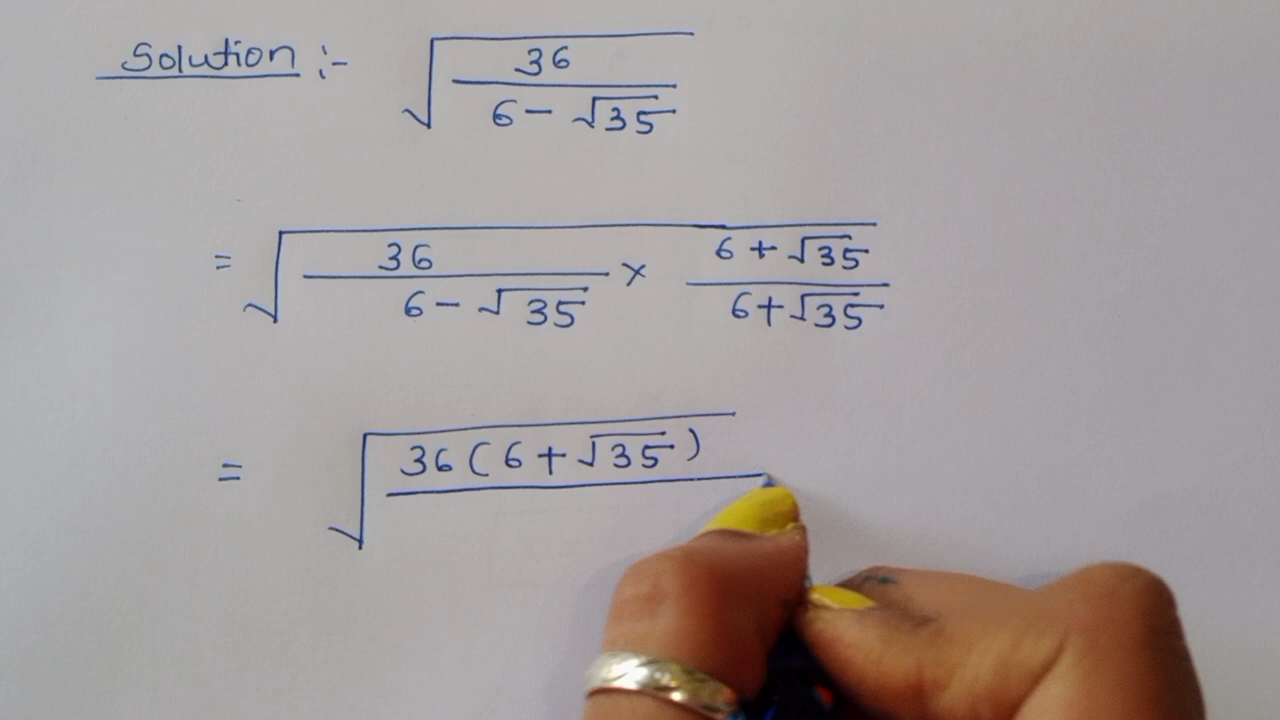 Solution :- √(36 / (6 - √35))
= √(36 / (6 - √35) × (6 + √35) / (6 + √35))
= √(36 (6 + √35) /